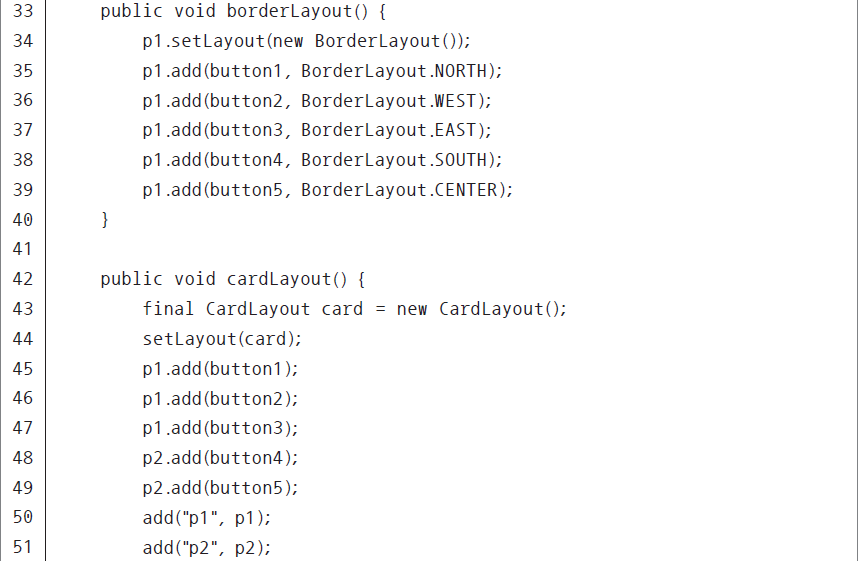 33 public void borderLayout() {
34 p1.setLayout(new BorderLayout());
35 p1.add(button1, BorderLayout.NORTH);
36 p1.add(button2, BorderLayout.WEST);
37 p1.add(button3, BorderLayout.EAST);
38 p1.add(button4, BorderLayout.SOUTH);
39 p1.add(button5, BorderLayout.CENTER);
40 }
41
42 public void cardLayout() {
43 final CardLayout card = new CardLayout();
44 setLayout(card);
45 p1.add(button1);
46 p1.add(button2);
47 p1.add(button3);
48 p2.add(button4);
49 p2.add(button5);
50 add("p1", p1);
51 add("p2", p2);